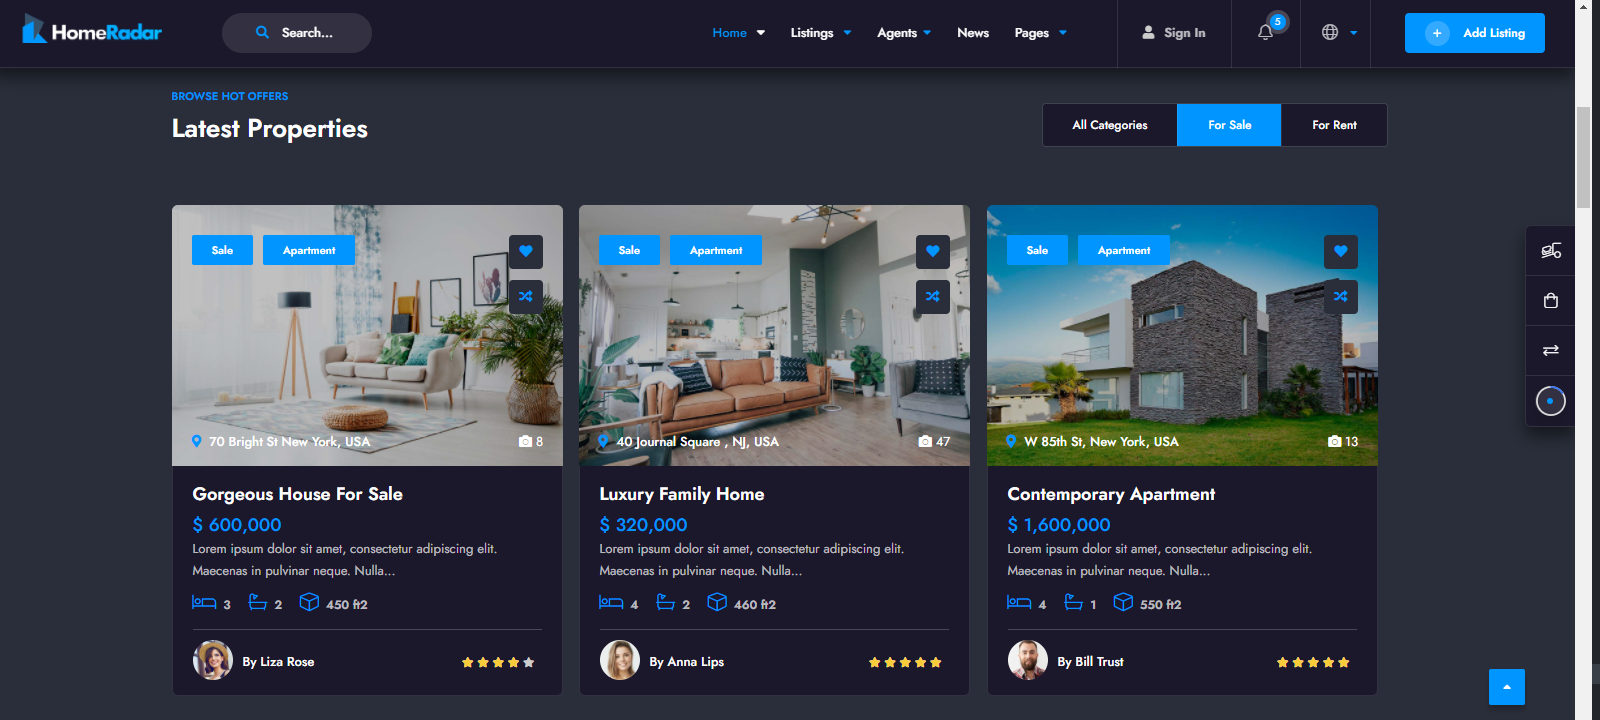 HomeRadar
Search...
Home
Listings
Agents
News
Pages
Sign In
5
Add Listing
BROWSE HOT OFFERS
Latest Properties
All Categories
For Sale
For Rent
Sale
Apartment
70 Bright St New York, USA
8
Gorgeous House For Sale
$ 600,000
Lorem ipsum dolor sit amet, consectetur adipiscing elit.
Maecenas in pulvinar neque. Nulla...
3
2
450 ft2
By Liza Rose
Sale
Apartment
40 Journal Square , NJ, USA
47
Luxury Family Home
$ 320,000
Lorem ipsum dolor sit amet, consectetur adipiscing elit.
Maecenas in pulvinar neque. Nulla...
4
2
460 ft2
By Anna Lips
Sale
Apartment
W 85th St, New York, USA
13
Contemporary Apartment
$ 1,600,000
Lorem ipsum dolor sit amet, consectetur adipiscing elit.
Maecenas in pulvinar neque. Nulla...
4
1
550 ft2
By Bill Trust